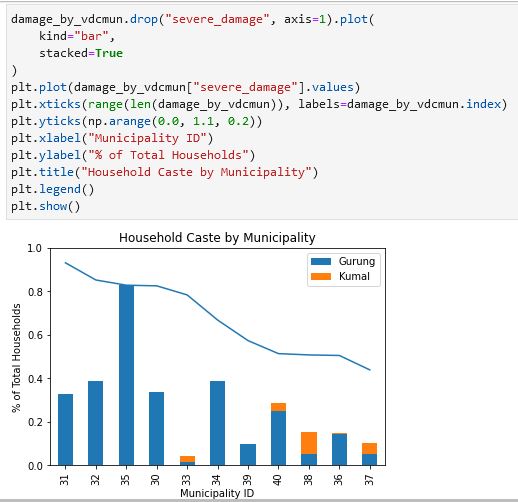 damage_by_vdcmun.drop("severe_damage", axis=1).plot(
    kind="bar",
    stacked=True
)
plt.plot(damage_by_vdcmun["severe_damage"].values)
plt.xticks(range(len(damage_by_vdcmun)), labels=damage_by_vdcmun.index)
plt.yticks(np.arange(0.0, 1.1, 0.2))
plt.xlabel("Municipality ID")
plt.ylabel("% of Total Households")
plt.title("Household Caste by Municipality")
plt.legend()
plt.show()
Household Caste by Municipality
Gurung
Kumal
% of Total Households
1.0
0.8
0.6
0.4
0.2
0.0
31 32 35 30 33 34 39 40 38 36 37
Municipality ID